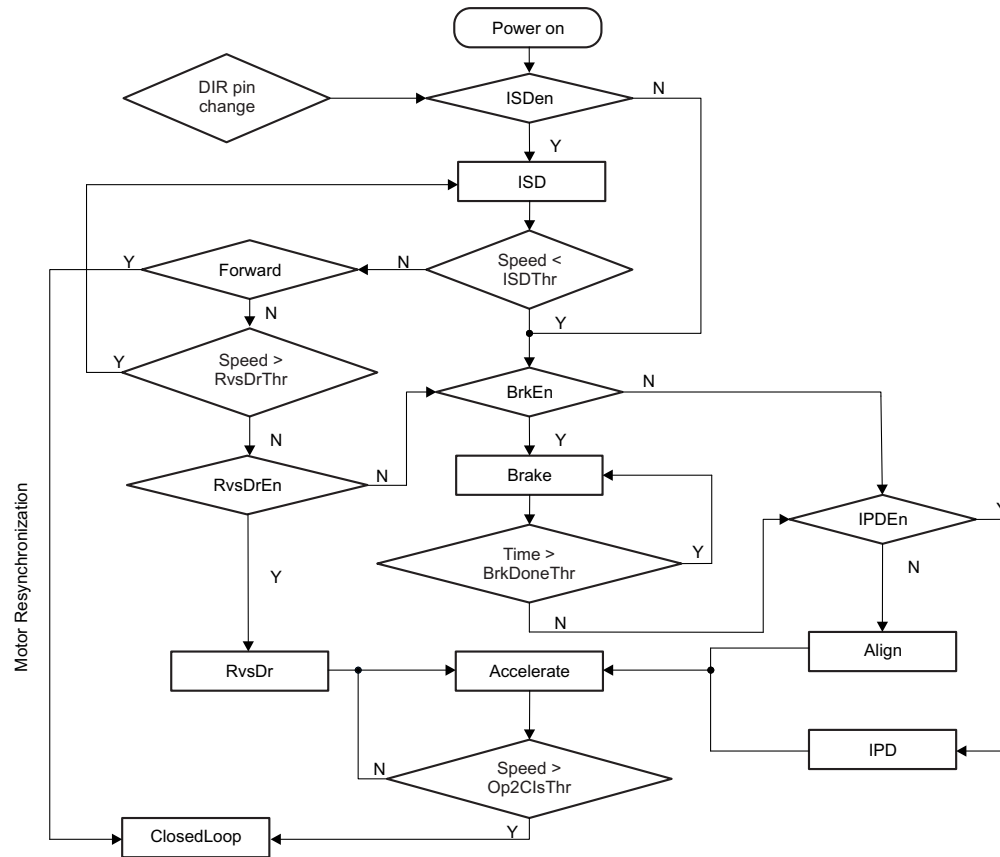 Power on
DIR pin
change
ISDen
N
Y
ISD
Y
Forward
N
Speed <
ISDThr
N
Y
Y
Speed >
RvsDrThr
BrkEn
N
N
Y
RvsDrEn
N
Brake
IPDEn
Y
Time >
BrkDoneThr
Y
N
Y
N
Motor Resynchronization
Align
RvsDr
Accelerate
IPD
N
Speed >
Op2ClsThr
Y
ClosedLoop